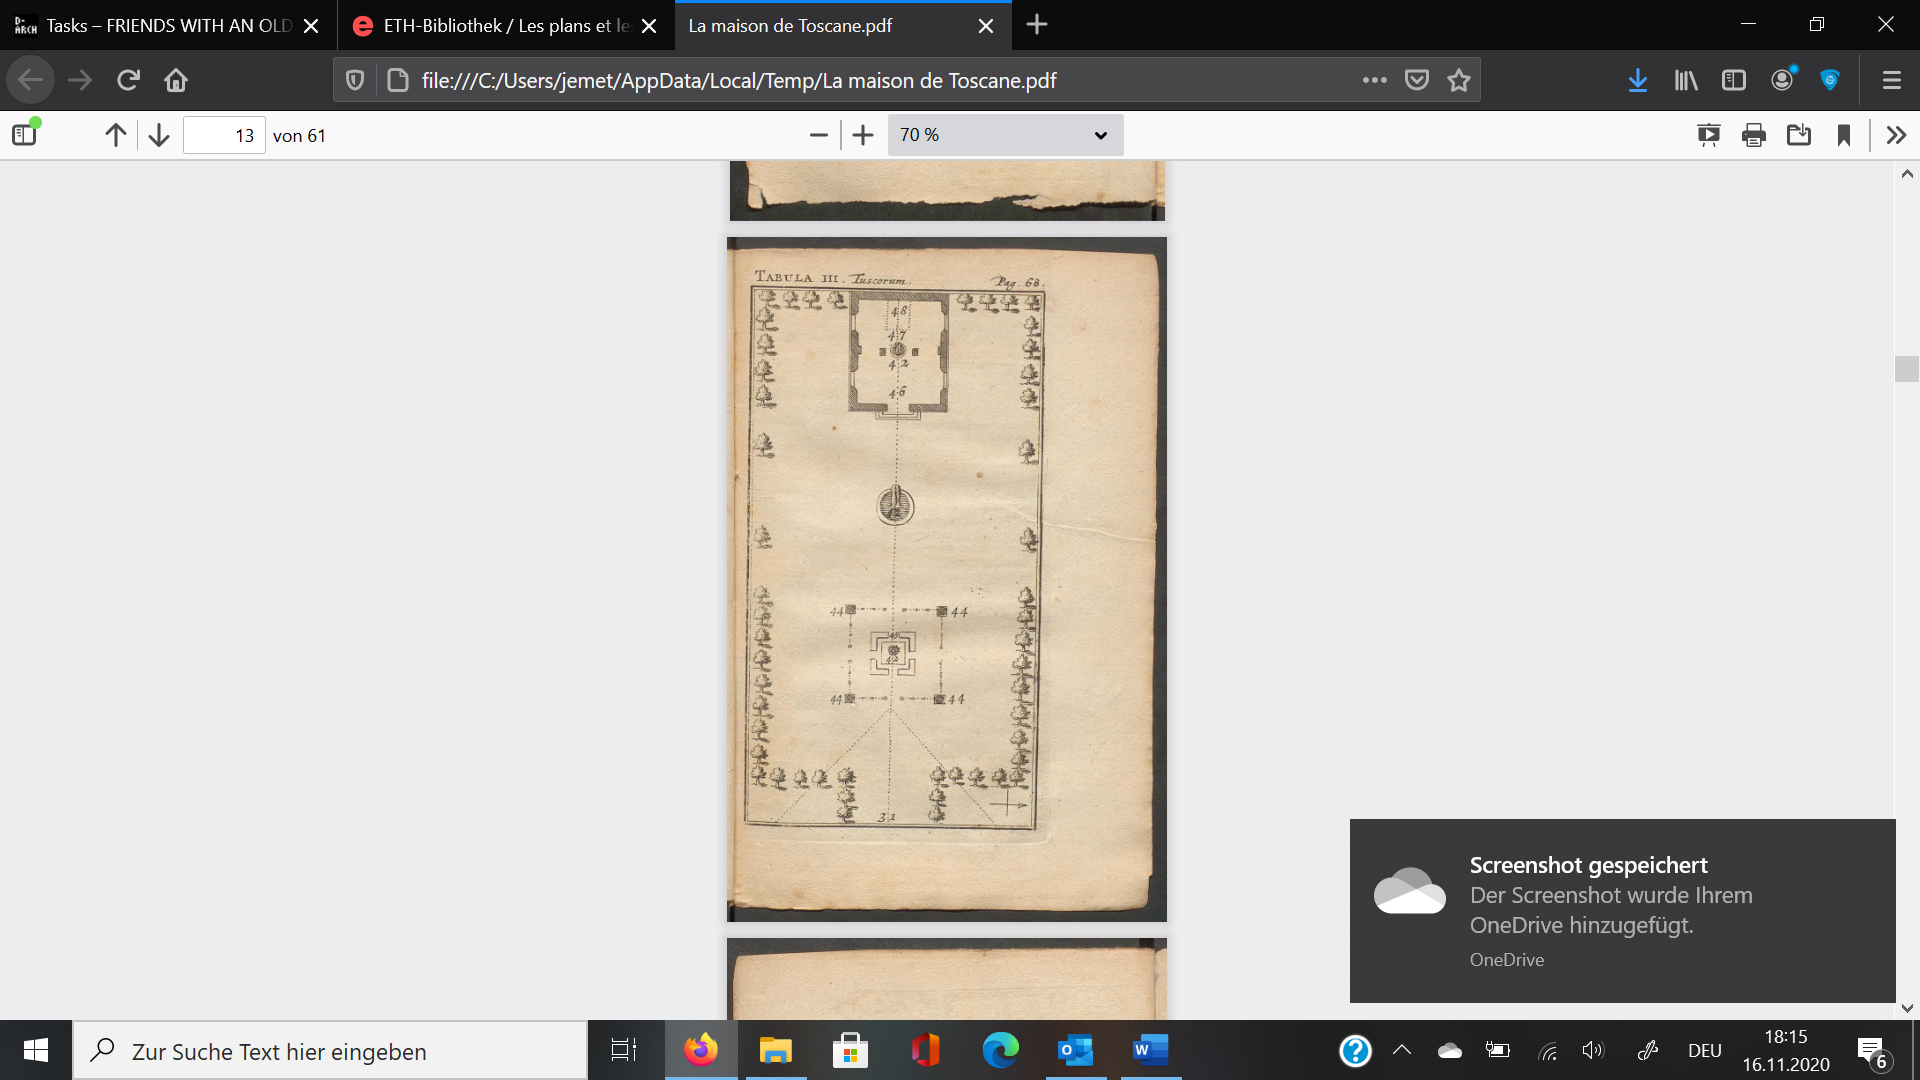 Tasks – FRIENDS WITH AN OLD
ETH-Bibliothek / Les plans et le
La maison de Toscane.pdf
file:///C:/Users/jemet/AppData/Local/Temp/La maison de Toscane.pdf
13 von 61
70 %
TABULA III. Tuscorum. Pag. 68.
48
47
42
46
44 44
44 44
31
Screenshot gespeichert
Der Screenshot wurde Ihrem
OneDrive hinzugefügt.
OneDrive
Zur Suche Text hier eingeben
DEU
18:15
16.11.2020
6